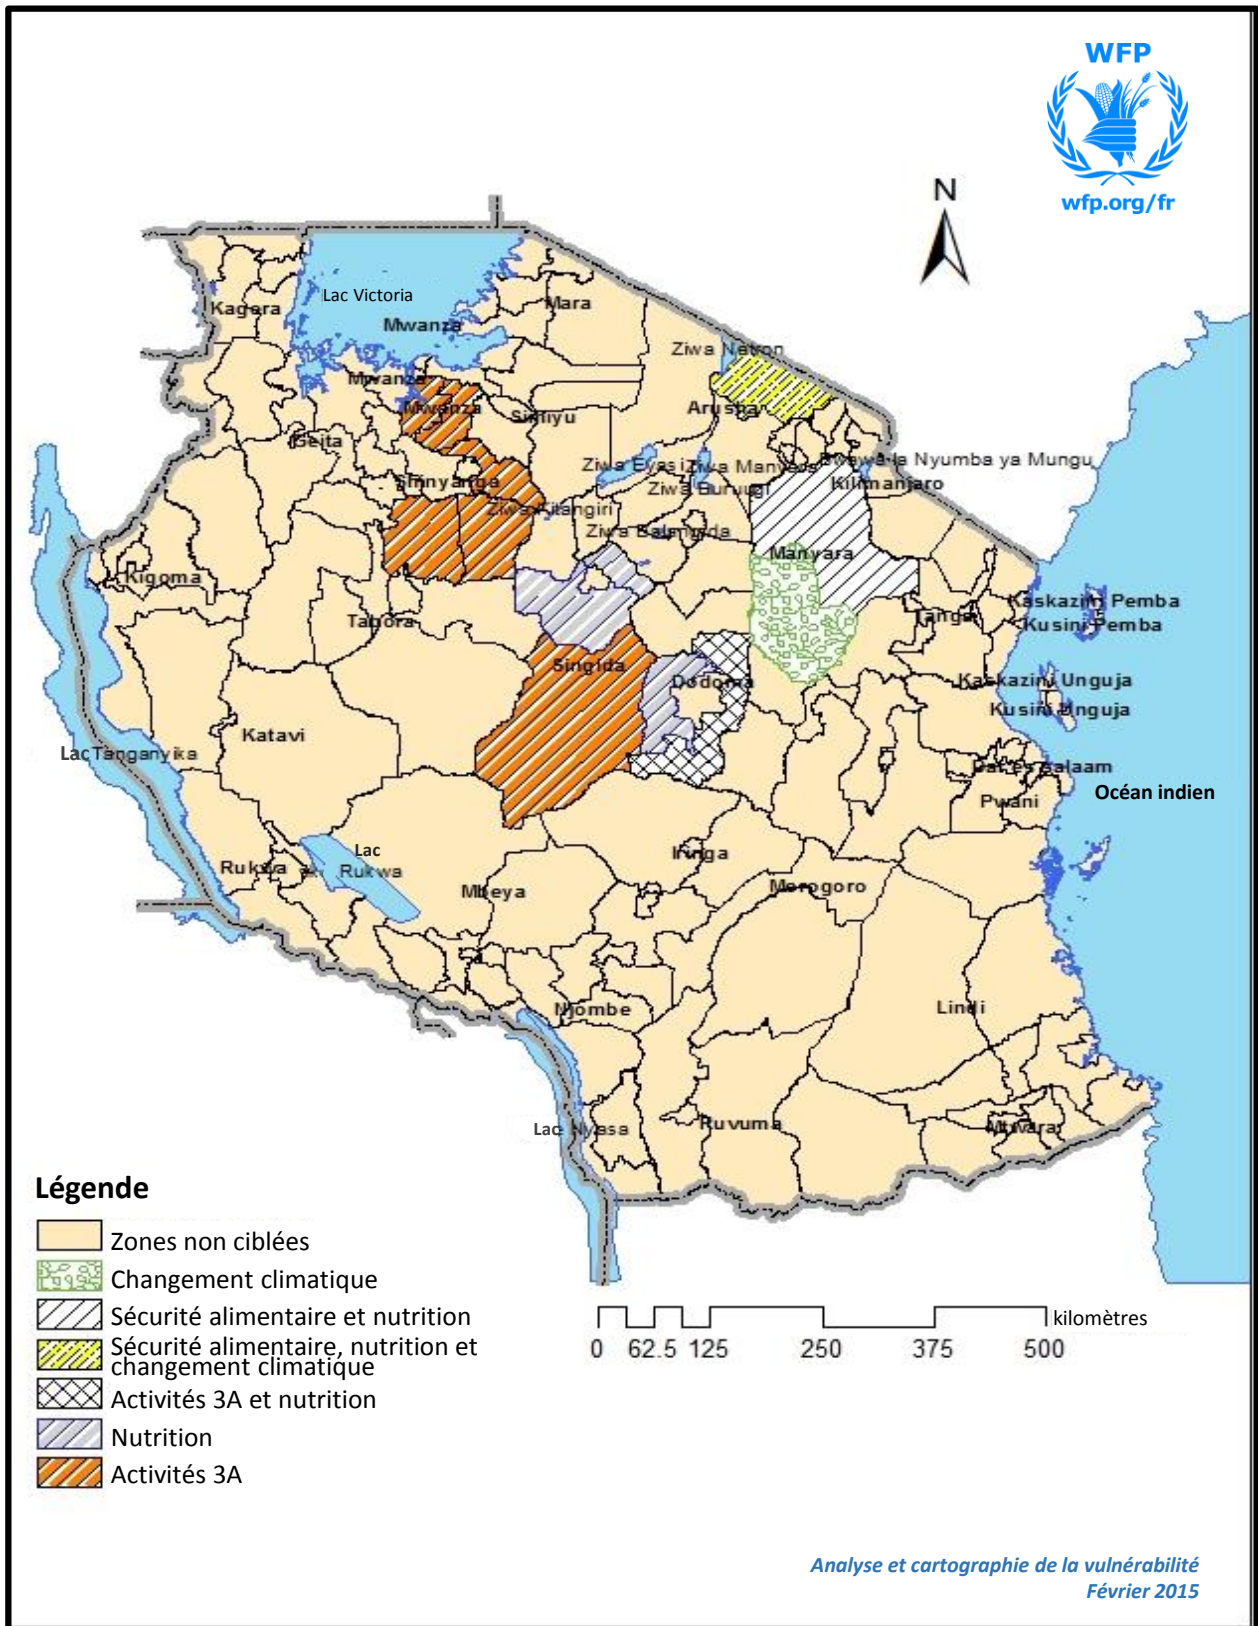 WFP
wfp.org/fr
N
Lac Victoria
Kagera
Mara
Mwanza
Ziwa Natron
Mwanza
Mwanza
Arusha
Simiyu
Geita
Ziwa Eyasi
Ziwa Manyara
Bwawa la Nyumba ya Mungu
Shinyanga
Ziwa Burungi
Kilimanjaro
Ziwa Kitangiri
Ziwa Balangida
Manyara
Kigoma
Kaskazini Pemba
Tabora
Tanga
Kusini Pemba
Singida
Dodoma
Kaskazini Unguja
Kusini Unguja
Katavi
Lac Tanganyika
Dar es Salaam
Océan indien
Pwani
Lac
Iringa
Rukwa
Rukwa
Mbeya
Morogoro
Njombe
Lindi
Lac Nyasa
Ruvuma
Mtwara
Légende
Zones non ciblées
Changement climatique
Sécurité alimentaire et nutrition
Sécurité alimentaire, nutrition et
changement climatique
Activités 3A et nutrition
Nutrition
Activités 3A
kilomètres
0 62.5 125 250 375 500
Analyse et cartographie de la vulnérabilité
Février 2015